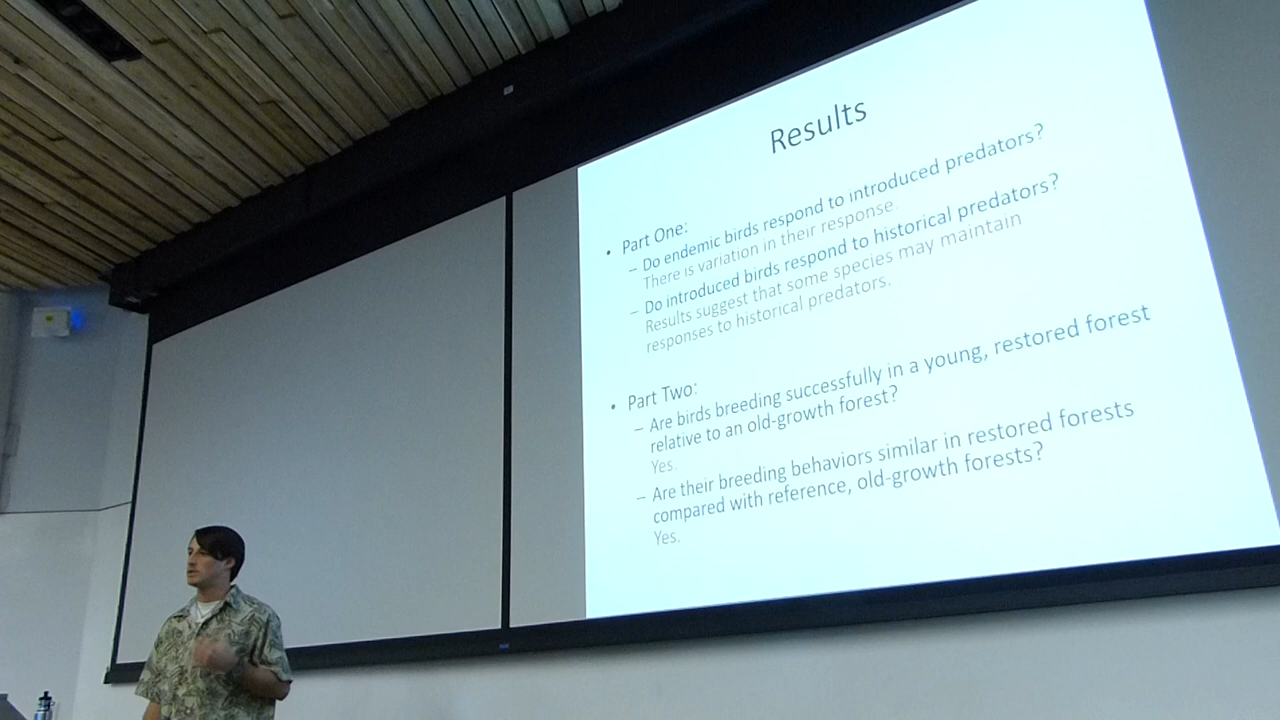 Results
• Part One:
– Do endemic birds respond to introduced predators?
There is variation in their response.
– Do introduced birds respond to historical predators?
Results suggest that some species may maintain
responses to historical predators.
• Part Two:
– Are birds breeding successfully in a young, restored forest
relative to an old-growth forest?
Yes.
– Are their breeding behaviors similar in restored forests
compared with reference, old-growth forests?
Yes.